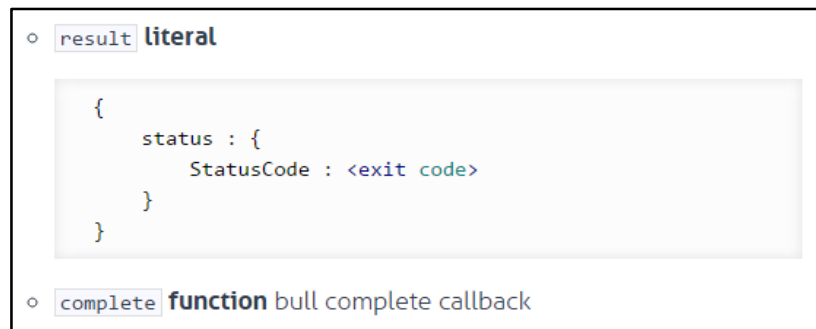 result literal
{
status : {
StatusCode : <exit code>
}
}
complete function bull complete callback